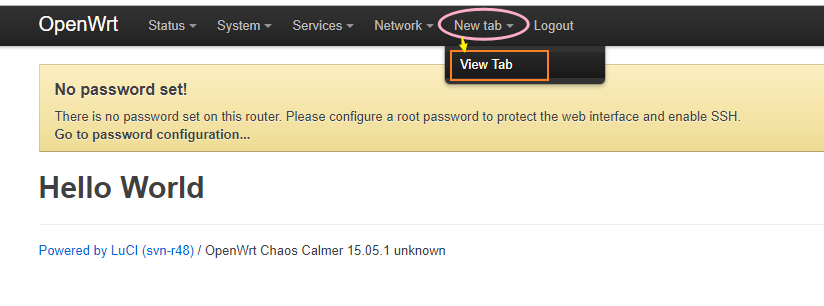 OpenWrt Status System Services Network New tab Logout
View Tab
No password set!
There is no password set on this router. Please configure a root password to protect the web interface and enable SSH.
Go to password configuration...
Hello World
Powered by LuCI (svn-r48) / OpenWrt Chaos Calmer 15.05.1 unknown